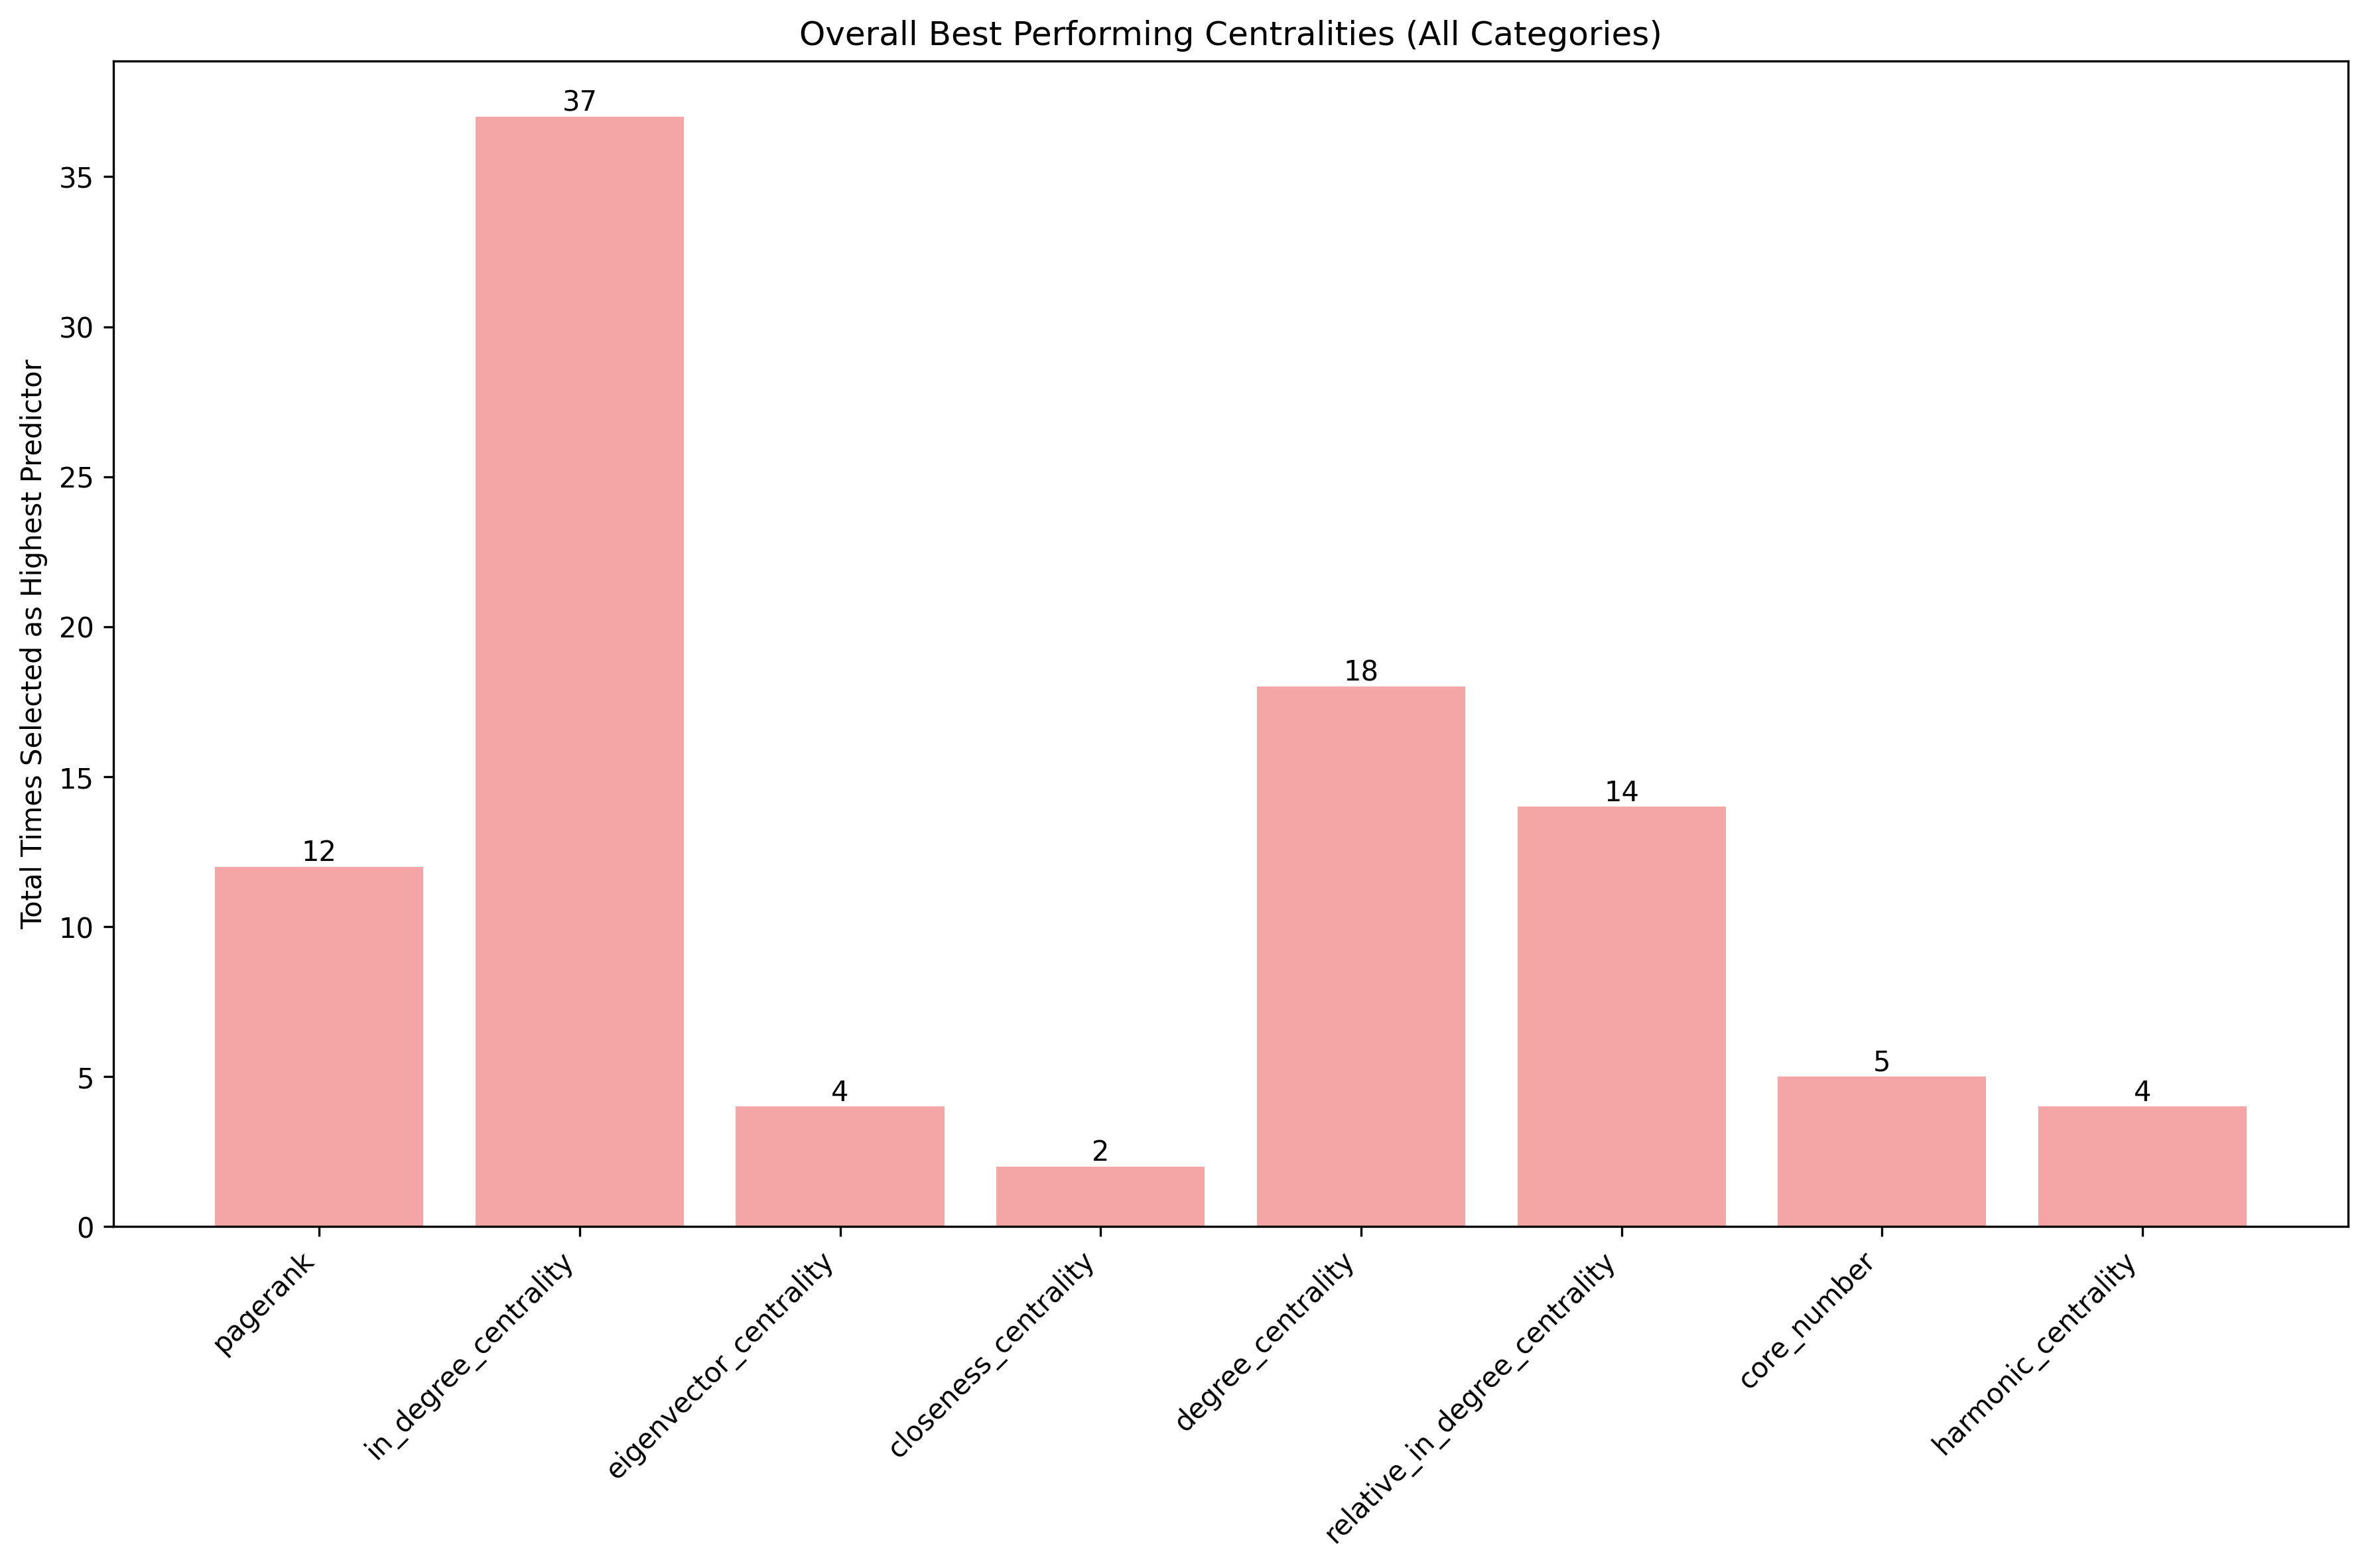 Overall Best Performing Centralities (All Categories)
Total Times Selected as Highest Predictor
35
30
25
20
15
10
5
0
12
37
4
2
18
14
5
4
pagerank
in_degree_centrality
eigenvector_centrality
closeness_centrality
degree_centrality
relative_in_degree_centrality
core_number
harmonic_centrality